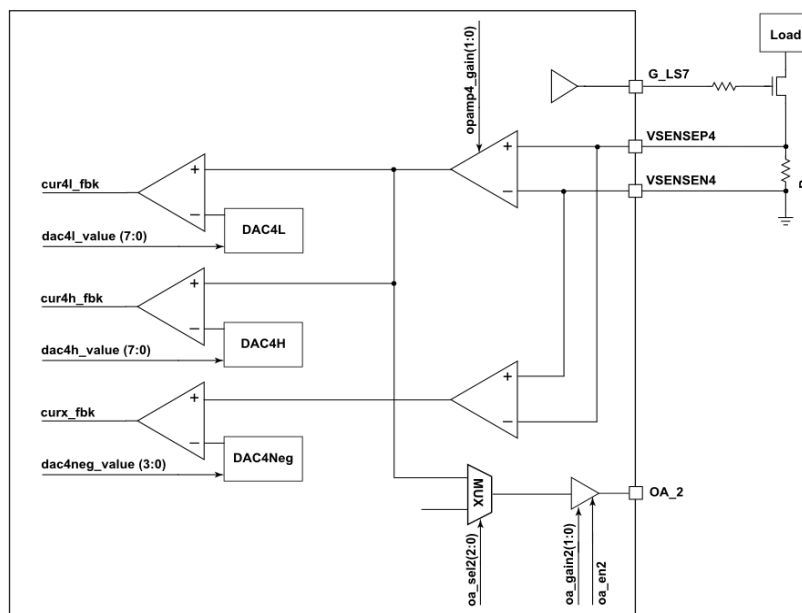 Load
G_LS7
opamp4_gain(1:0)
+
VSENSEP4
cur4l_fbk
+
−
VSENSEN4
−
DAC4L
dac4l_value (7:0)
+
cur4h_fbk
−
DAC4H
dac4h_value (7:0)
+
curx_fbk
+
−
−
DAC4Neg
dac4neg_value (3:0)
MUX
OA_2
oa_sel2(2:0)
oa_gain2(1:0)
oa_en2